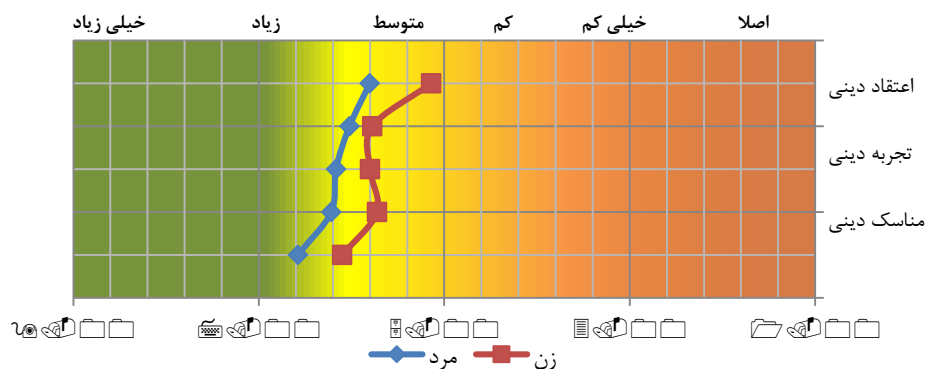 اصلا خیلی کم کم متوسط زیاد خیلی زیاد
اعتقاد دینی
تجربه دینی
مناسک دینی
مرد زن